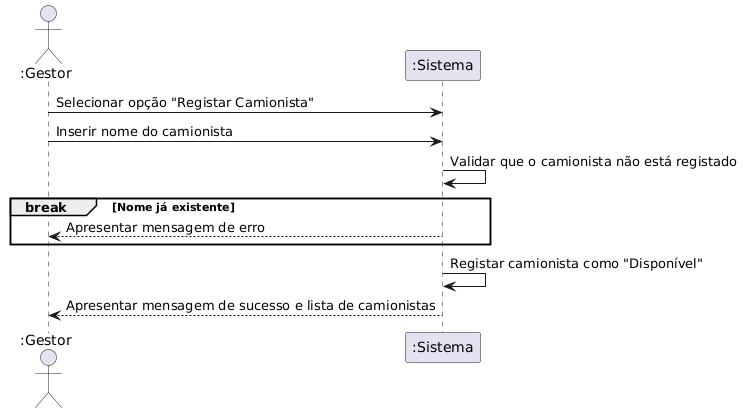 :Gestor
:Sistema
Selecionar opção "Registar Camionista"
Inserir nome do camionista
Validar que o camionista não está registado
break
[Nome já existente]
Apresentar mensagem de erro
Registar camionista como "Disponível"
Apresentar mensagem de sucesso e lista de camionistas
:Gestor
:Sistema